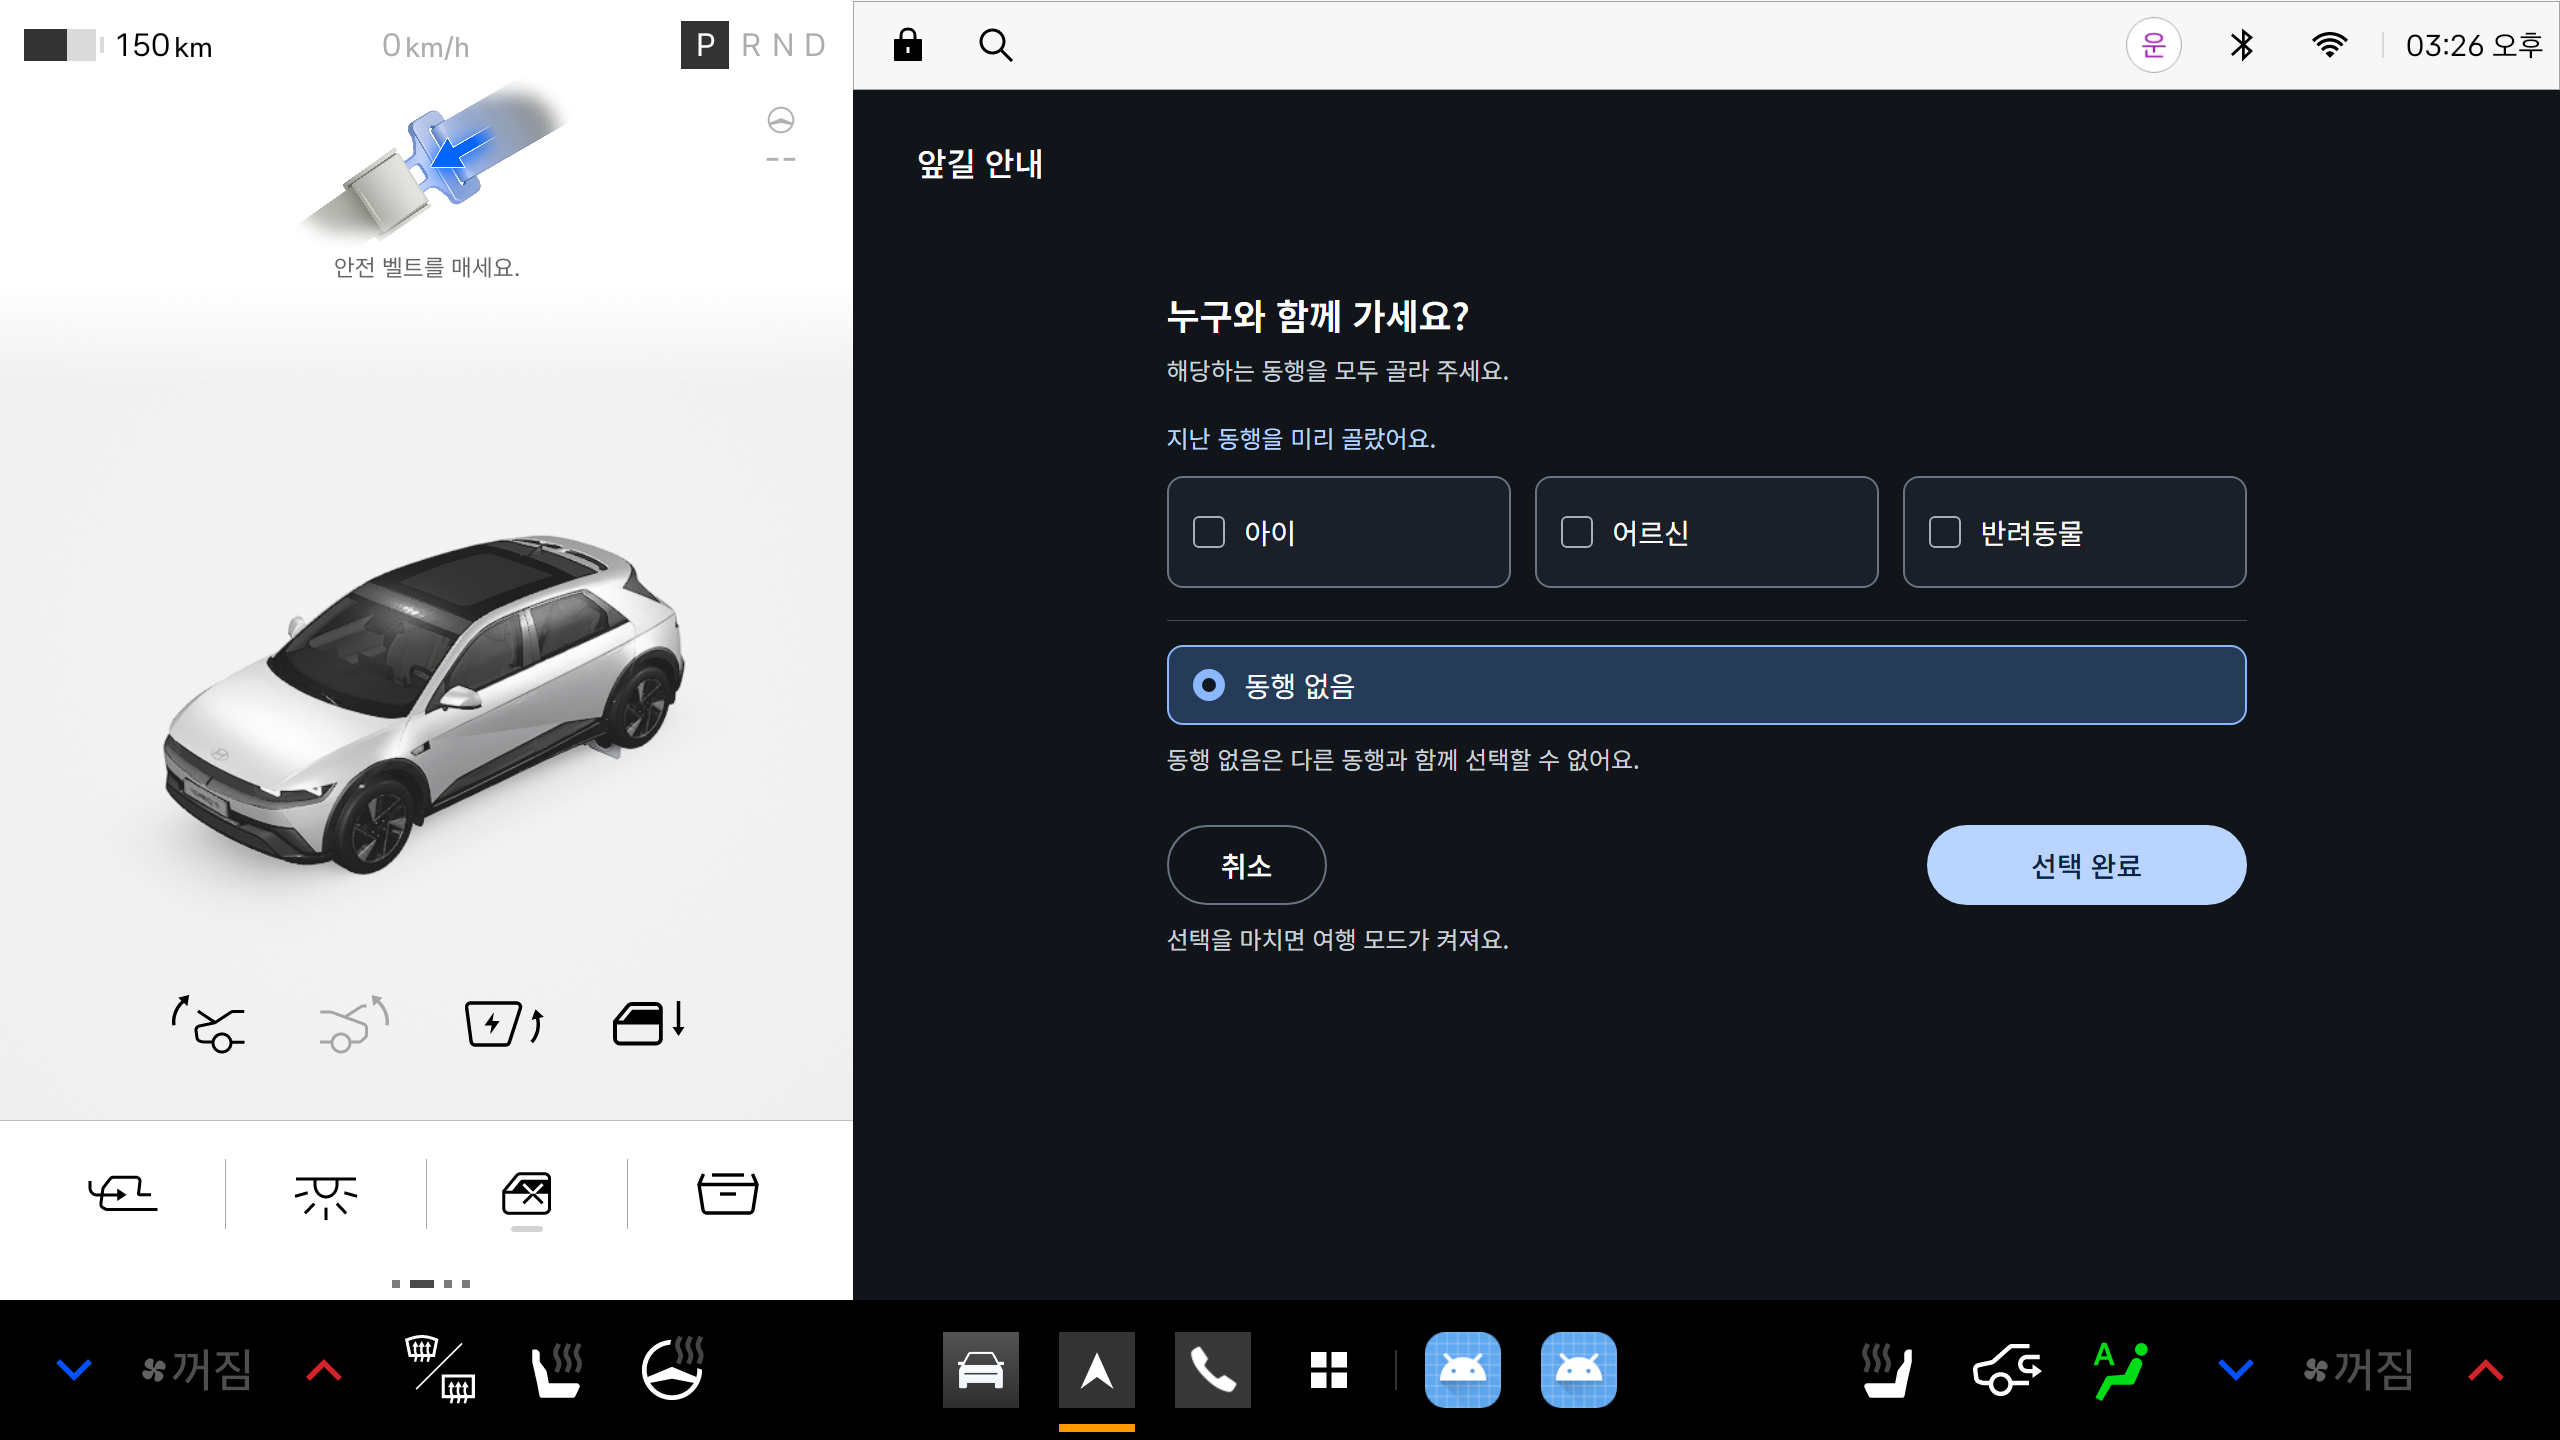 150 km
0 km/h
P R N D
운
03:26 오후
안전 벨트를 매세요.
앞길 안내
누구와 함께 가세요?
해당하는 동행을 모두 골라 주세요.
지난 동행을 미리 골랐어요.
아이
어르신
반려동물
동행 없음
동행 없음은 다른 동행과 함께 선택할 수 없어요.
취소
선택 완료
선택을 마치면 여행 모드가 켜져요.
꺼짐
A
꺼짐